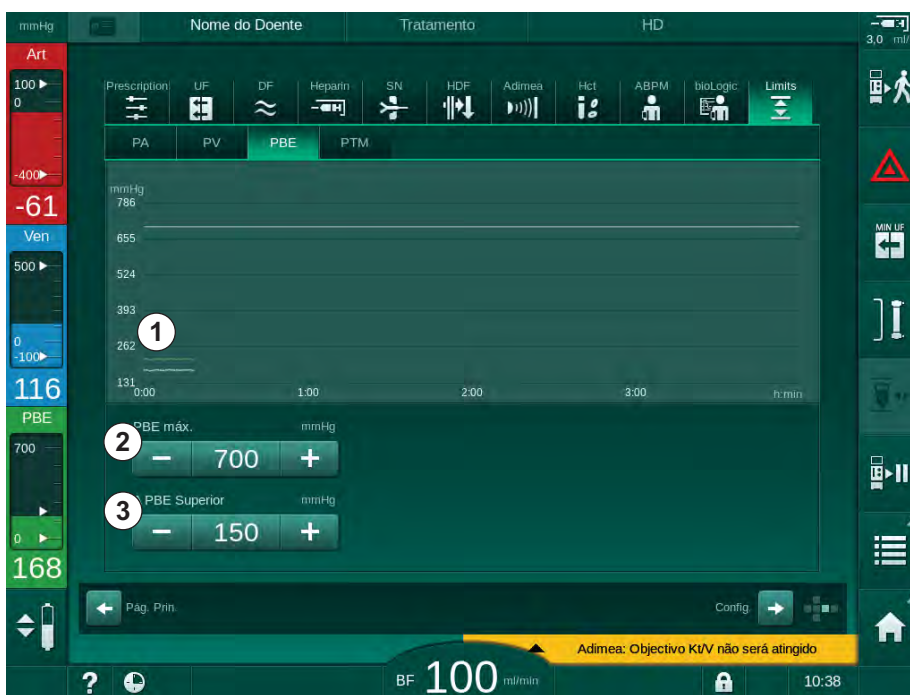 mmHg
Nome do Doente
Tratamento
HD
3,0 ml/
Art
100
0
-400
-61
Ven
500
0
-100
116
PBE
700
0
168
Prescription
UF
DF
Heparin
SN
HDF
Adimea
Hct
ABPM
bioLogic
Limits
PA
PV
PBE
PTM
mmHg
786
655
524
393
262
131
0:00
1:00
2:00
3:00
h:min
1
2
PBE máx.
mmHg
− 700 +
3
PBE Superior
mmHg
− 150 +
Pág. Prin.
Config.
MIN UF
Adimea: Objectivo Kt/V não será atingido
?
BF 100 ml/min
10:38